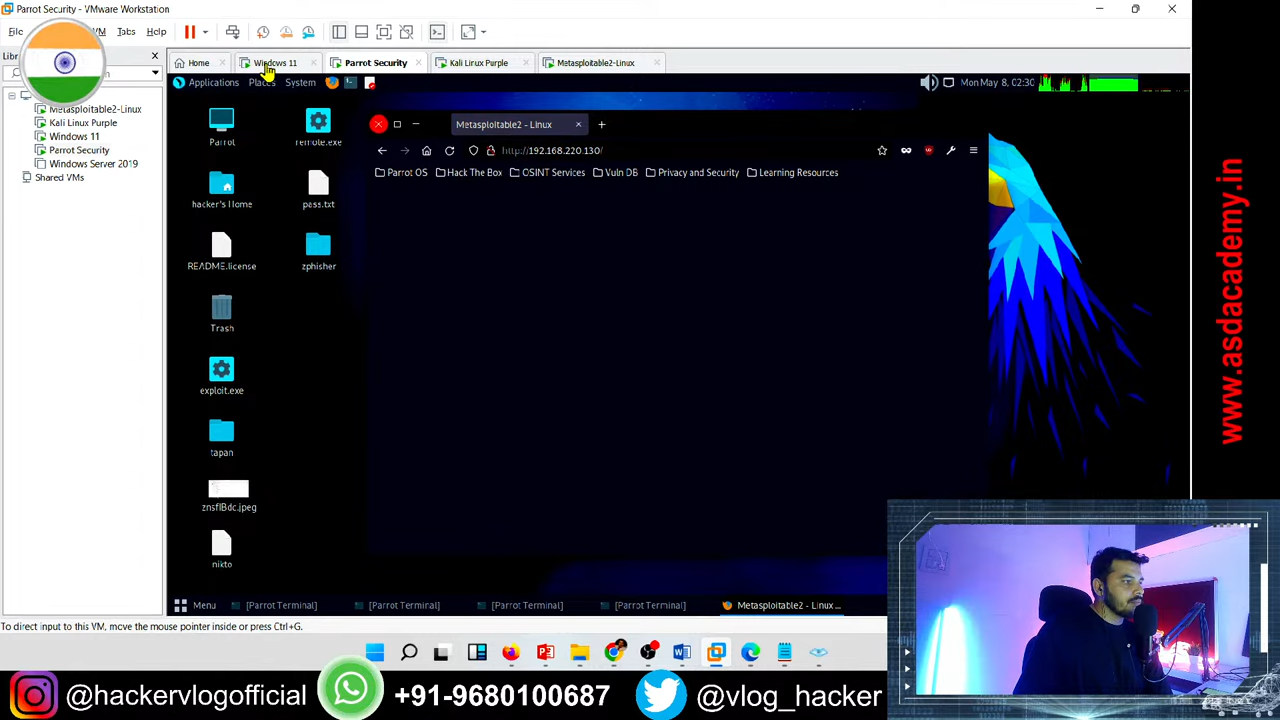 Parrot Security - VMware Workstation
VM Tabs Help
Home Windows 11 Parrot Security Kali Linux Purple Metasploitable2-Linux
Applications Places System Mon May 8, 02:30
Metasploitable2-Linux
Kali Linux Purple
Windows 11
Parrot Security
Windows Server 2019
Shared VMs
Parrot
remote.exe
hacker's Home
pass.txt
README.license
zphisher
Trash
exploit.exe
tapan
znsflBdc.jpeg
nikto
Metasploitable2 - Linux
http://192.168.220.130/
Parrot OS Hack The Box OSINT Services Vuln DB Privacy and Security Learning Resources
Menu [Parrot Terminal] [Parrot Terminal] [Parrot Terminal] [Parrot Terminal] Metasploitable2 - Linux ...
To direct input to this VM, move the mouse pointer inside or press Ctrl+G.
www.asdacademy.in
@hackervlogofficial +91-9680100687 @vlog_hacker